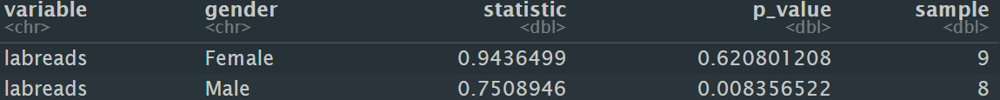 variable gender statistic p_value sample
<chr> <chr> <dbl> <dbl> <dbl>
labreads Female 0.9436499 0.620801208 9
labreads Male 0.7508946 0.008356522 8